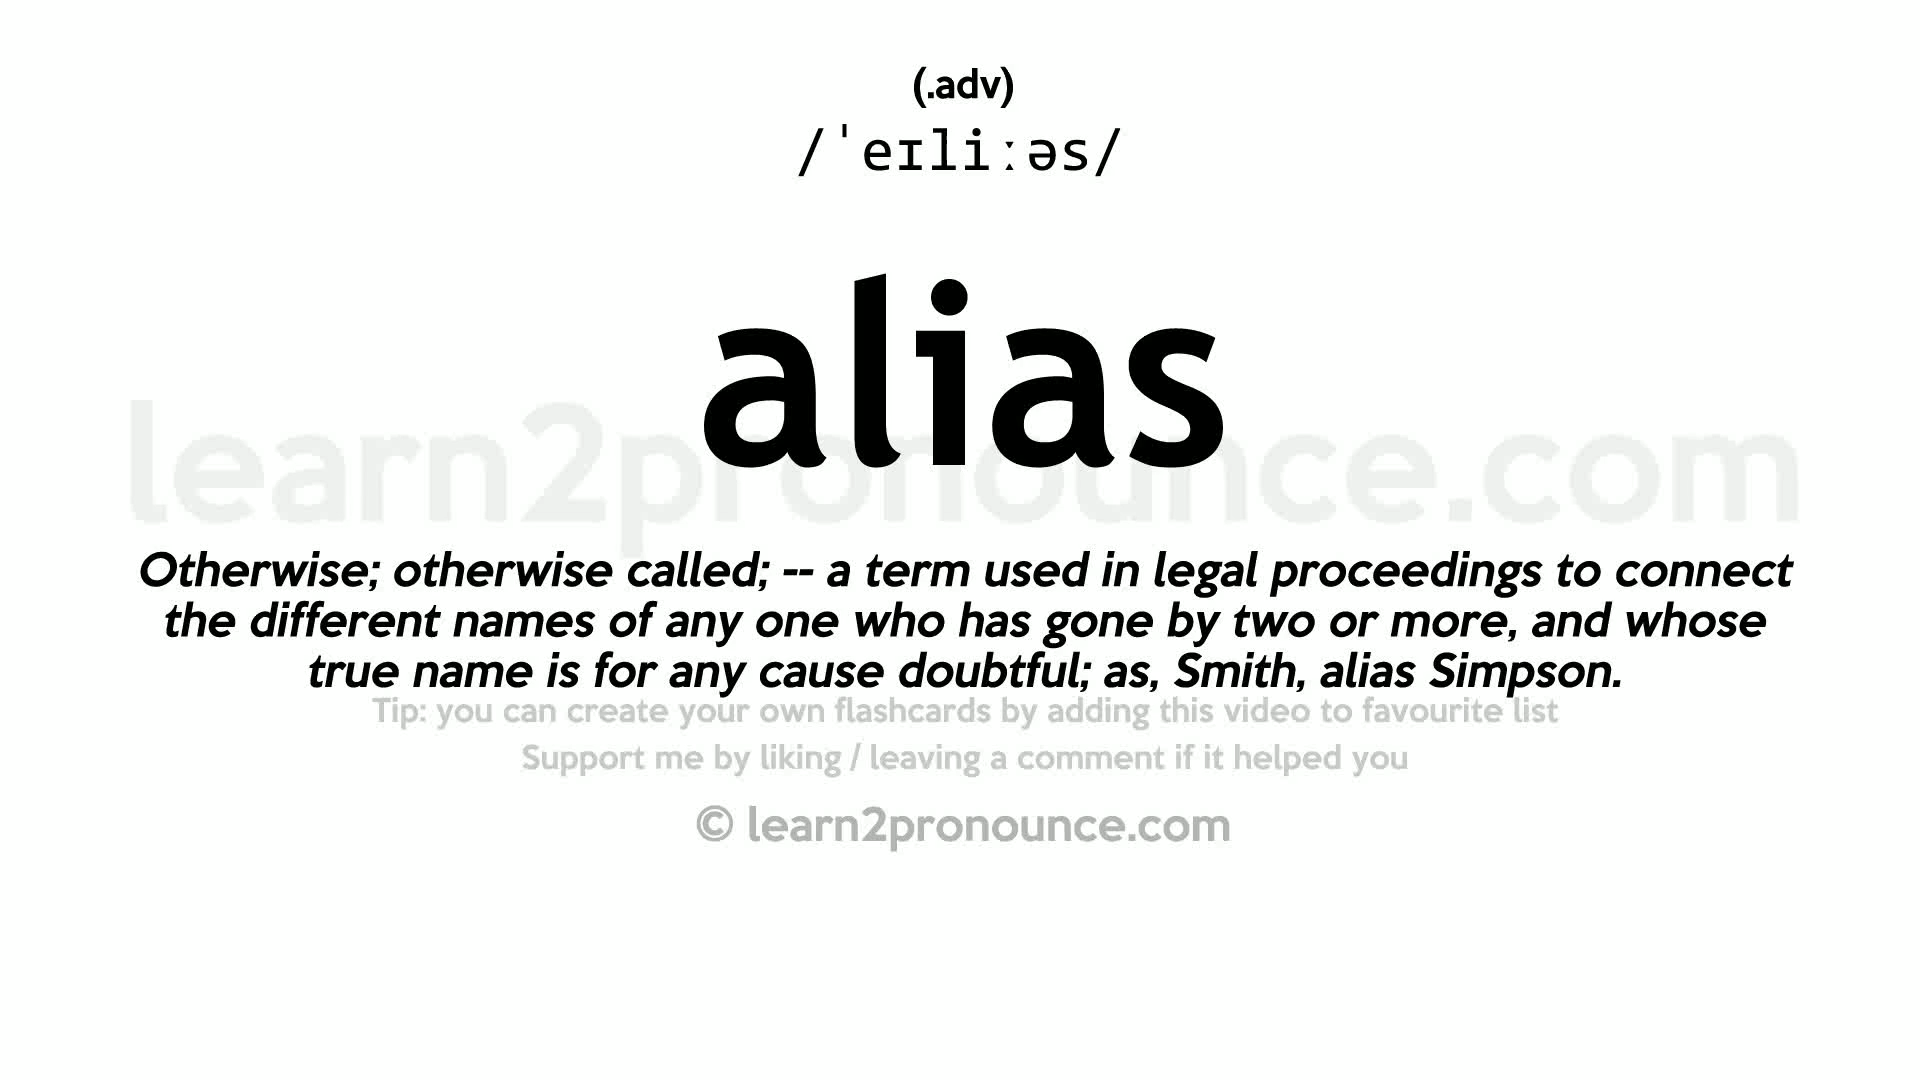 (.adv)
/ˈeɪliːəs/
alias
learn2pronounce.com
Otherwise; otherwise called; -- a term used in legal proceedings to connect
the different names of any one who has gone by two or more, and whose
true name is for any cause doubtful; as, Smith, alias Simpson.
Tip: you can create your own flashcards by adding this video to favourite list
Support me by liking / leaving a comment if it helped you
© learn2pronounce.com